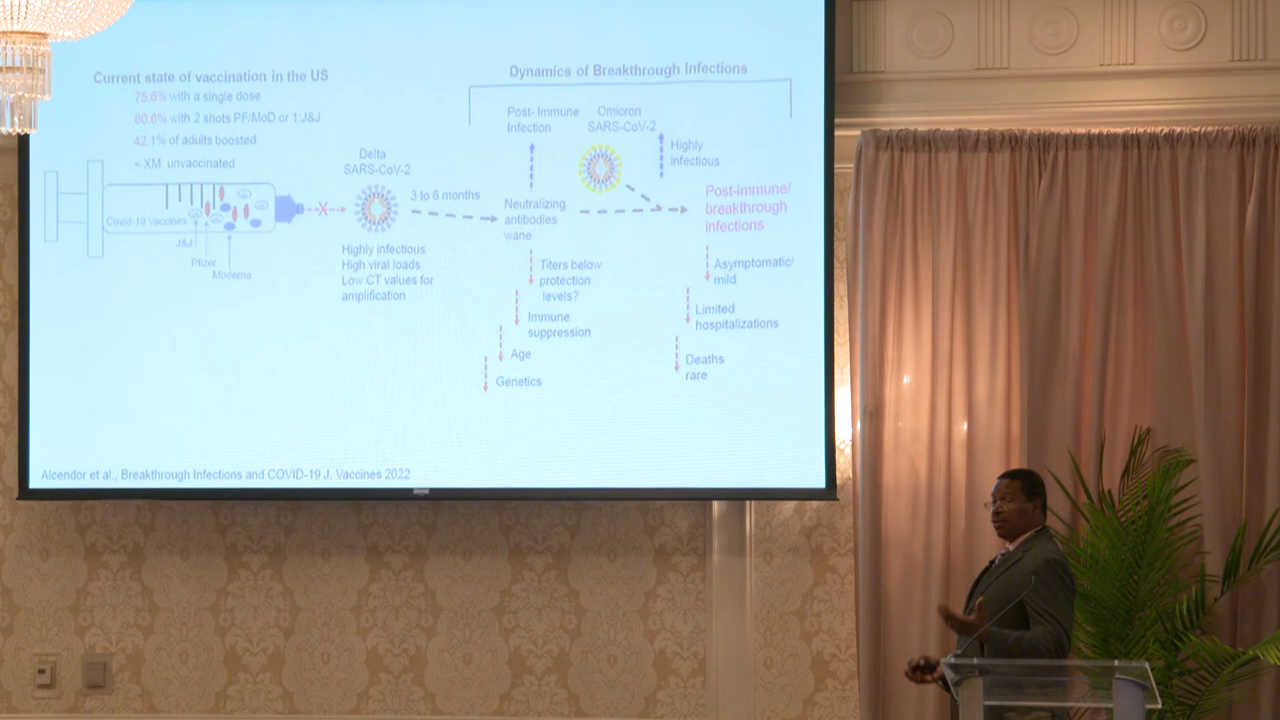 Current state of vaccination in the US
75.6% with a single dose
60.6% with 2 shots PF/MoD or 1 J&J
42.1% of adults boosted
≈ XM unvaccinated
Covid-19 Vaccines
J&J
Pfizer
Moderna
Delta
SARS-CoV-2
Highly infectious
High viral loads
Low CT values for
amplification
3 to 6 months
Dynamics of Breakthrough Infections
Post-Immune
Infection
Omicron
SARS-CoV-2
Highly
infectious
Neutralizing
antibodies
wane
Post-immune/
breakthrough
infections
Titers below
protection
levels?
Immune
suppression
Age
Genetics
Asymptomatic/
mild
Limited
hospitalizations
Deaths
rare
Alcendor et al., Breakthrough Infections and COVID-19 J. Vaccines 2022